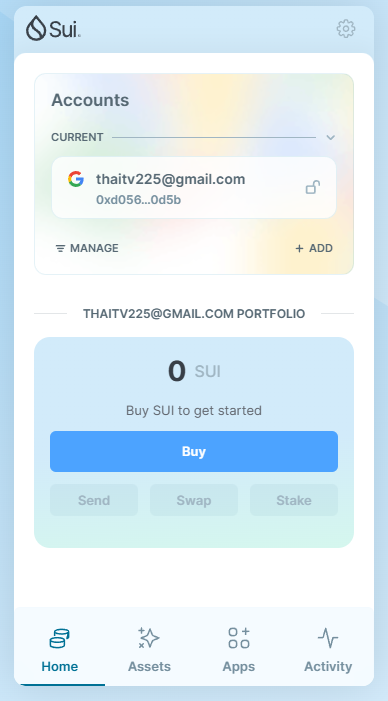 Sui
Accounts
CURRENT
thaitv225@gmail.com
0xd056...0d5b
MANAGE
ADD
THAITV225@GMAIL.COM PORTFOLIO
0 SUI
Buy SUI to get started
Buy
Send Swap Stake
Home Assets Apps Activity